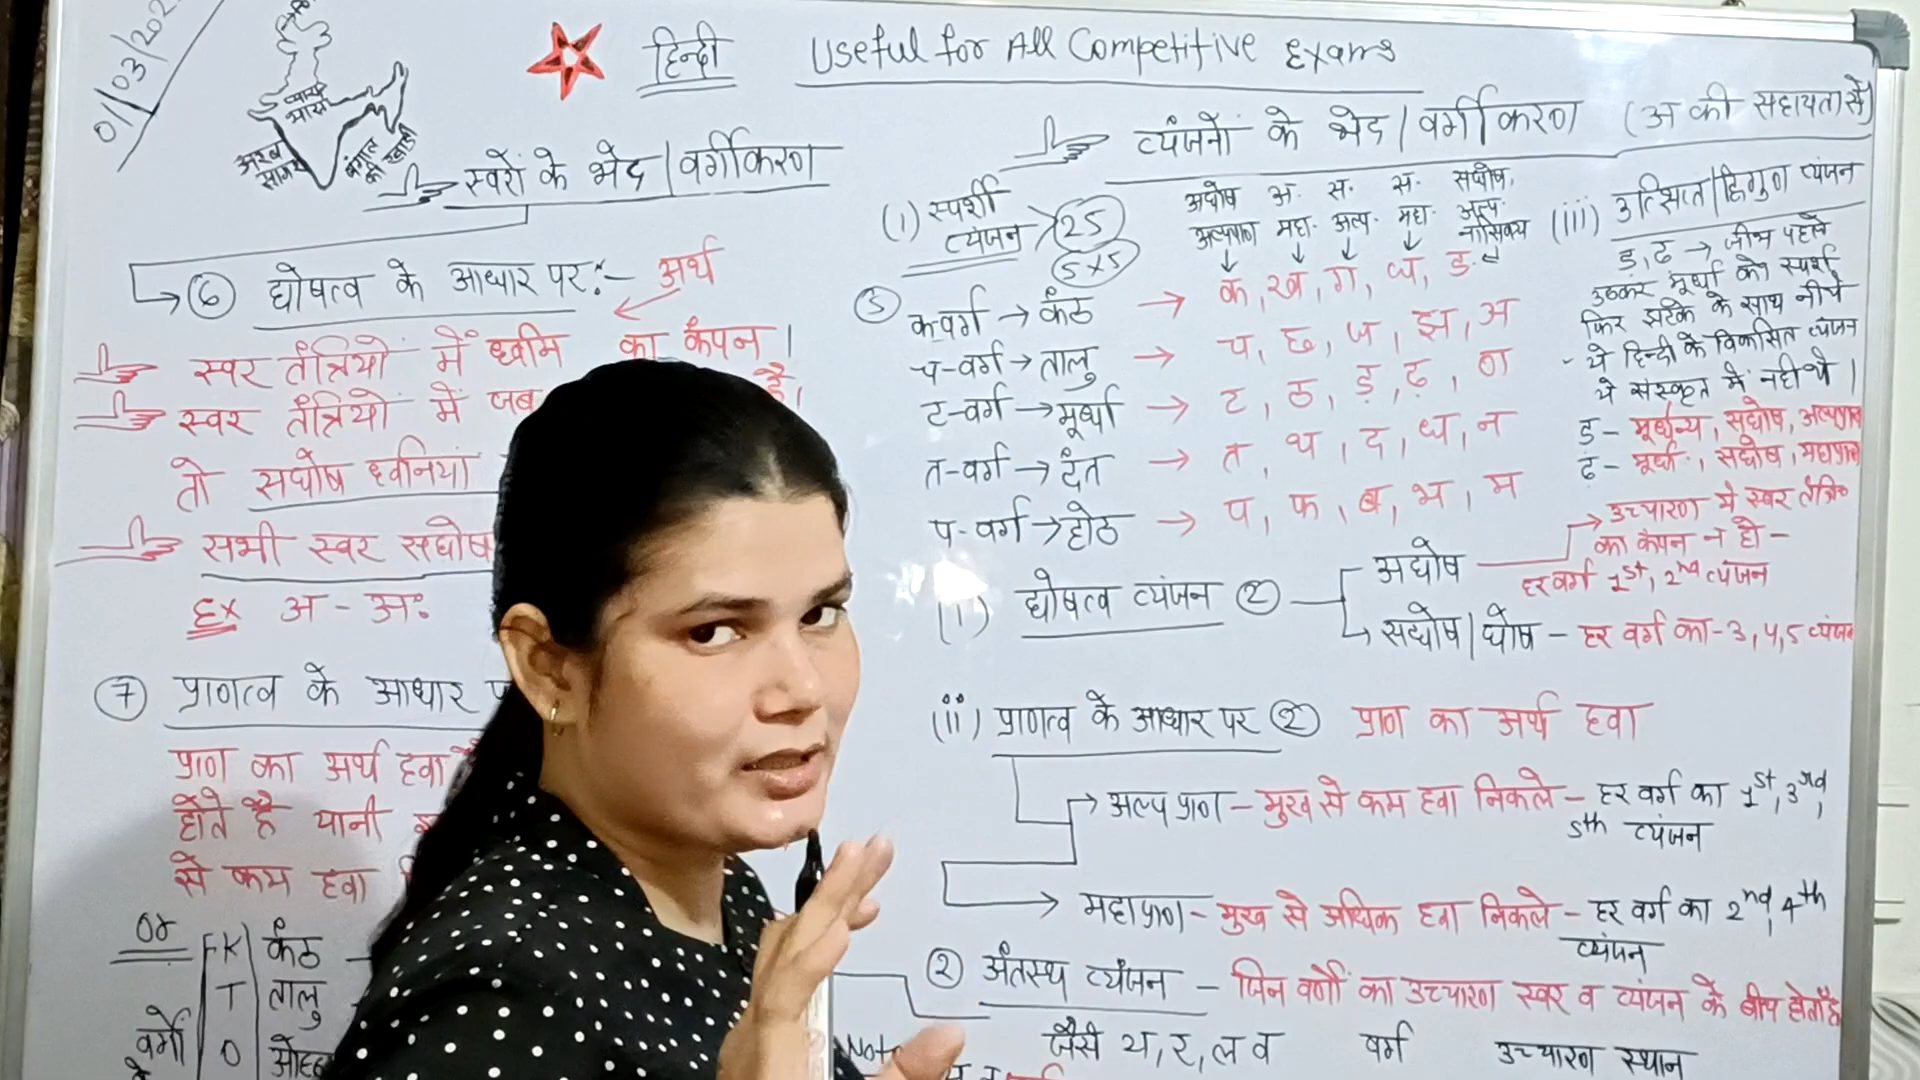 01/03/202
प्यारा
भारत
अरब
सागर
बंगाल
की
खाड़ी
हिन्दी Useful for All Competitive Exams
स्वरों के भेद | वर्गीकरण
→ ⑥ घोषत्व के आधार पर :- अर्थ
स्वर तंत्रियों में ध्वनि का कंपन ।
स्वर तंत्रियों में जब है।
तो सघोष ध्वनियां
सभी स्वर सघोष
Ex अ - अः
⑦ प्राणत्व के आधार
प्राण का अर्थ हवा
होते है यानी
से कम हवा
or
K कंठ
T तालु
वर्गों O
व्यंजनों के भेद | वर्गीकरण (अ की सहायता से)
(i) स्पर्शी
व्यंजन > 25
5x5
अघोष अ. स. स. सघोष.
अल्पप्राण महा. अल्प. महा. अल्प.
नासिक्य
⑤ क-वर्ग → कंठ → क, ख, ग, घ, ङ
च-वर्ग → तालु → च, छ, ज, झ, ञ
ट-वर्ग → मूर्धा → ट, ठ, ड़, ढ़, ण
त-वर्ग → दंत → त, थ, द, ध, न
प-वर्ग → होठ → प, फ, ब, भ, म
(iii) उत्क्षिप्त | द्विगुण व्यंजन
ड़, ढ़ → जीभ पहले
उठकर मूर्धा को स्पर्श,
फिर झटके के साथ नीचे
- ये हिन्दी के विकसित व्यंजन
ये संस्कृत में नही थे ।
ड़ - मूर्धन्य, सघोष, अल्पप्राण
ढ़ - मूर्धा., सघोष, महाप्राण
(i) घोषत्व व्यंजन ②
अघोष → उच्चारण में स्वर तंत्रि
का कंपन न हो -
हर वर्ग 1st, 2nd व्यंजन
सघोष | घोष - हर वर्ग का - 3, 4, 5 व्यंजन
(ii) प्राणत्व के आधार पर ② प्राण का अर्थ हवा
→ अल्प प्राण - मुख से कम हवा निकले - हर वर्ग का 1st, 3rd,
5th व्यंजन
→ महाप्राण - मुख से अधिक हवा निकले - हर वर्ग का 2nd, 4th
व्यंजन
② अंतस्थ व्यंजन - जिन वर्णों का उच्चारण स्वर व व्यंजन के बीच होता है
Note
जैसे य, र, ल व वर्ग उच्चारण स्थान